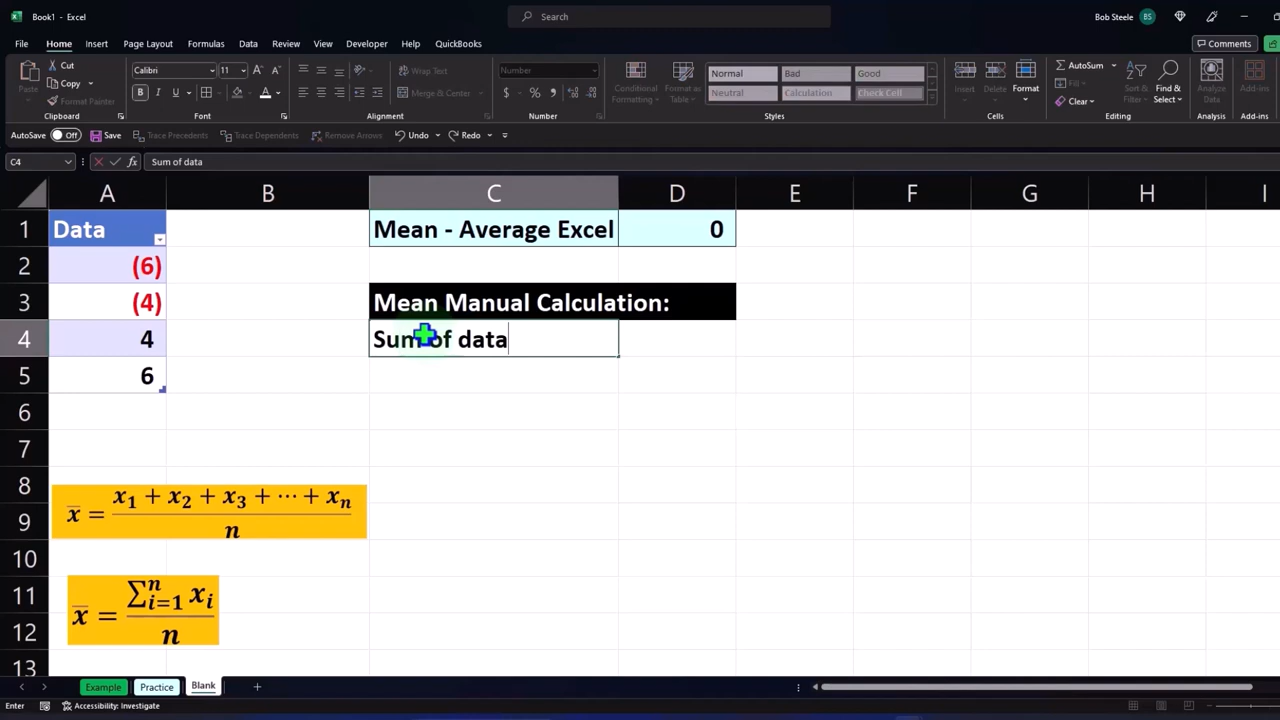 Book1 - Excel
Search
Bob Steele BS
File Home Insert Page Layout Formulas Data Review View Developer Help QuickBooks Comments
Paste Cut Copy Format Painter Clipboard
Calibri 11 A A B I U A Font
Wrap Text Merge & Center Alignment
Number $ % Number
Conditional Formatting Format as Table Normal Bad Good Neutral Calculation Check Cell Styles
Insert Delete Format Cells
AutoSum Fill Clear Sort & Filter Find & Select Editing
Analyze Data Analysis Add-ins Add-ins
AutoSave Off Save Trace Precedents Trace Dependents Remove Arrows Undo Redo
C4 fx Sum of data
A B C D E F G H I
1 Data Mean - Average Excel 0
2 (6)
3 (4) Mean Manual Calculation:
4 4 Sum of data
5 6
6
7
8
9
10
11
12
13
x̄ = (x₁ + x₂ + x₃ + ⋯ + xₙ) / n
x̄ = ∑ⁿᵢ₌₁ xᵢ / n
Example Practice Blank +
Enter Accessibility: Investigate